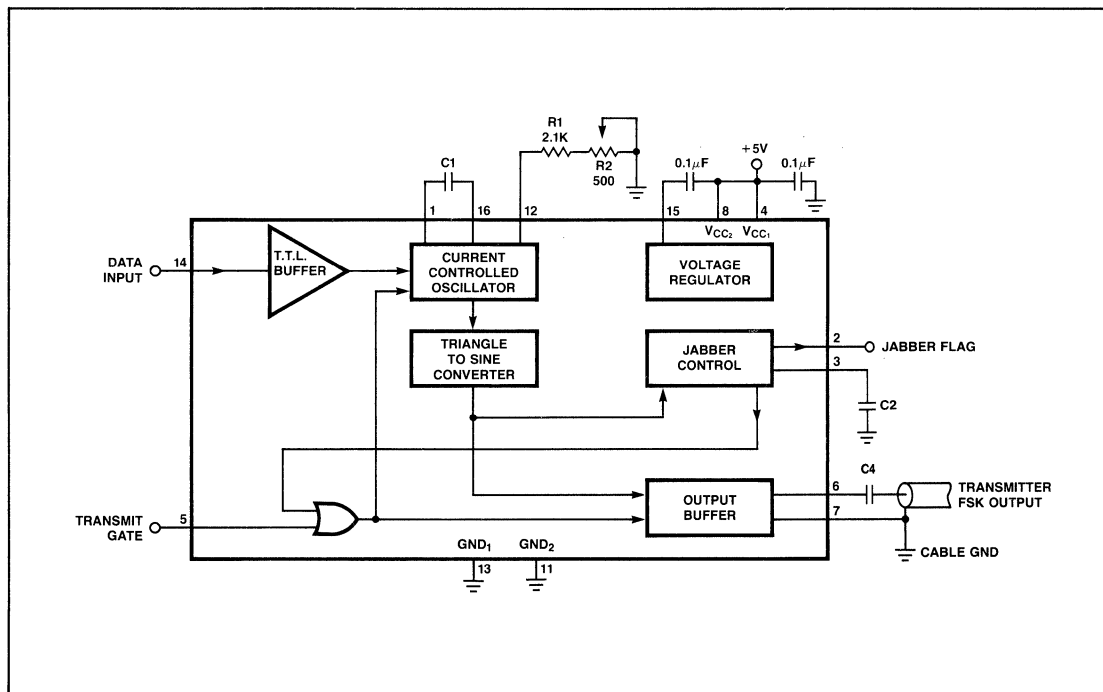 R1
2.1K
R2
500
C1
0.1μF
+5V
0.1μF
1
16
12
15
8
4
VCC2
VCC1
DATA
INPUT
14
T.T.L.
BUFFER
CURRENT
CONTROLLED
OSCILLATOR
VOLTAGE
REGULATOR
TRIANGLE
TO SINE
CONVERTER
JABBER
CONTROL
2
JABBER FLAG
3
C2
TRANSMIT
GATE
5
OUTPUT
BUFFER
6
C4
7
TRANSMITTER
FSK OUTPUT
CABLE GND
GND1
GND2
13
11